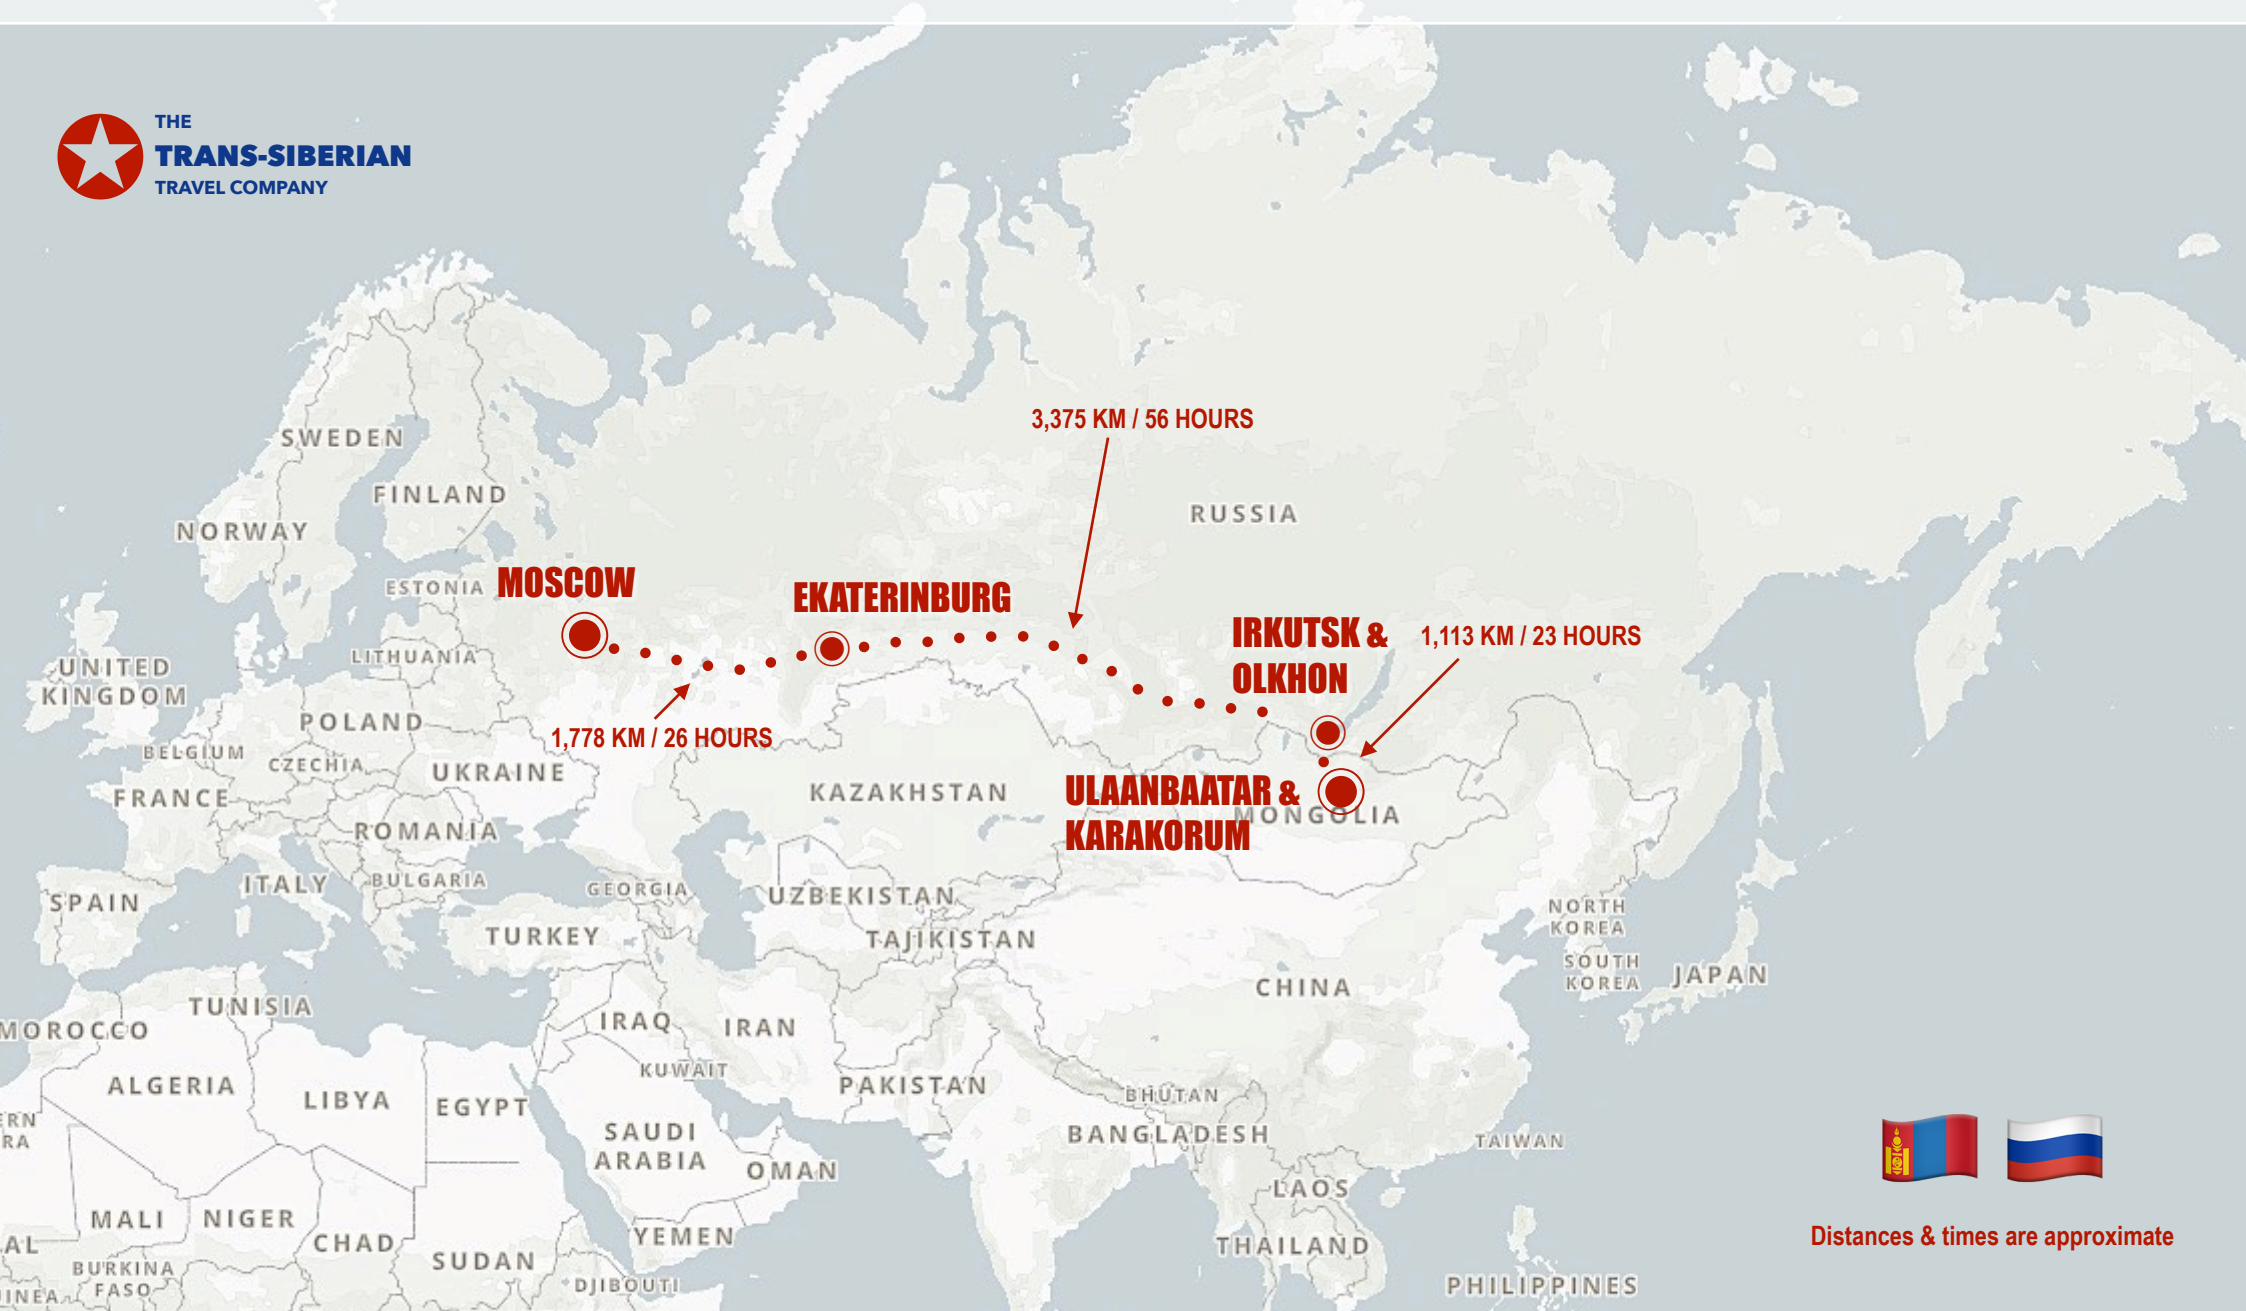 THE
TRANS-SIBERIAN
TRAVEL COMPANY
3,375 KM / 56 HOURS
SWEDEN
FINLAND
NORWAY
RUSSIA
ESTONIA
MOSCOW
EKATERINBURG
IRKUTSK &
OLKHON
1,113 KM / 23 HOURS
LITHUANIA
UNITED
KINGDOM
POLAND
1,778 KM / 26 HOURS
BELGIUM
CZECHIA
UKRAINE
KAZAKHSTAN
ULAANBAATAR &
KARAKORUM
MONGOLIA
FRANCE
ROMANIA
ITALY
BULGARIA
GEORGIA
UZBEKISTAN
SPAIN
TURKEY
TAJIKISTAN
NORTH
KOREA
SOUTH
KOREA
JAPAN
CHINA
TUNISIA
MOROCCO
IRAQ
IRAN
KUWAIT
ALGERIA
LIBYA
EGYPT
PAKISTAN
BHUTAN
ERN
RA
SAUDI
ARABIA
OMAN
BANGLADESH
TAIWAN
LAOS
MALI
NIGER
CHAD
SUDAN
YEMEN
THAILAND
AL
BURKINA
FASO
INEA
DJIBOUTI
PHILIPPINES
Distances & times are approximate